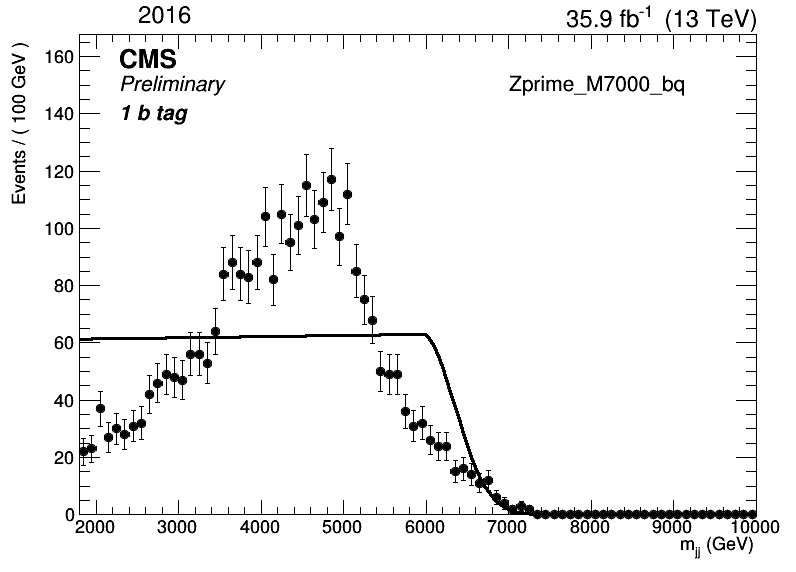 2016 35.9 fb⁻¹ (13 TeV)
CMS
Preliminary
1 b tag
Zprime_M7000_bq
Events / ( 100 GeV )
160
140
120
100
80
60
40
20
0
2000 3000 4000 5000 6000 7000 8000 9000 10000
m_jj (GeV)